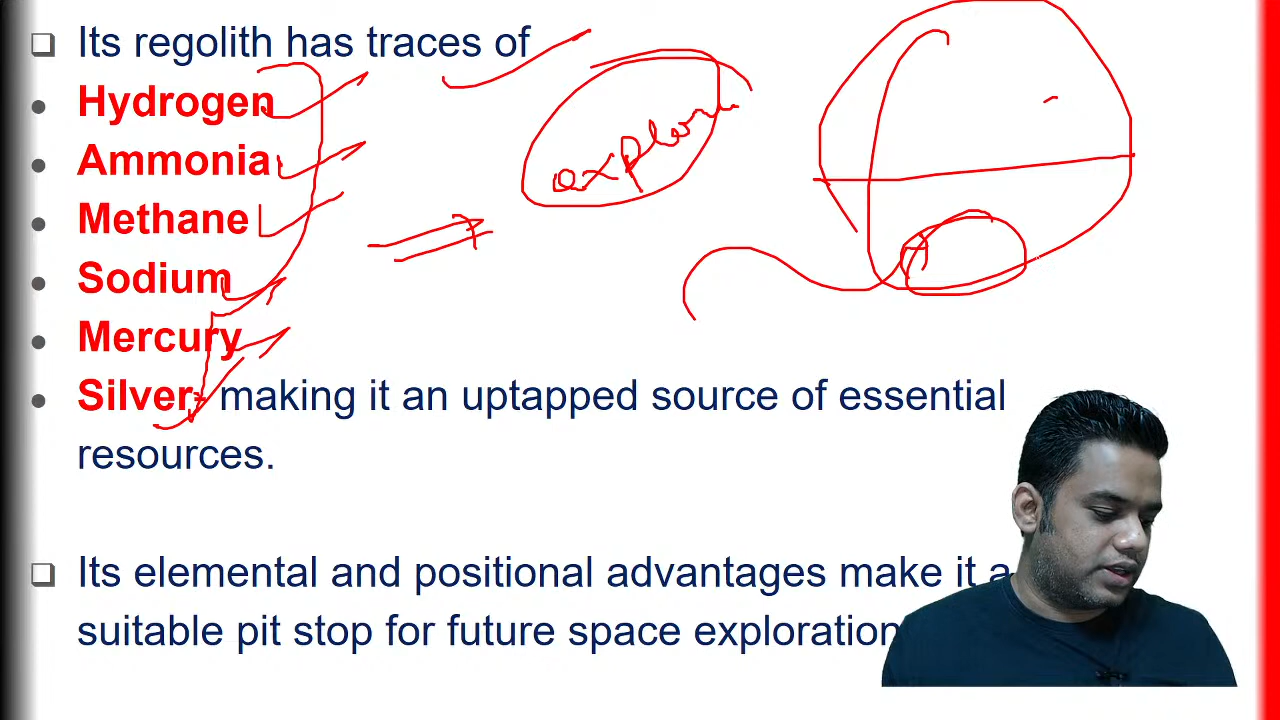 Its regolith has traces of
Hydrogen
Ammonia
Methane
Sodium
Mercury
Silver- making it an uptapped source of essential
resources.
Its elemental and positional advantages make it a
suitable pit stop for future space exploration